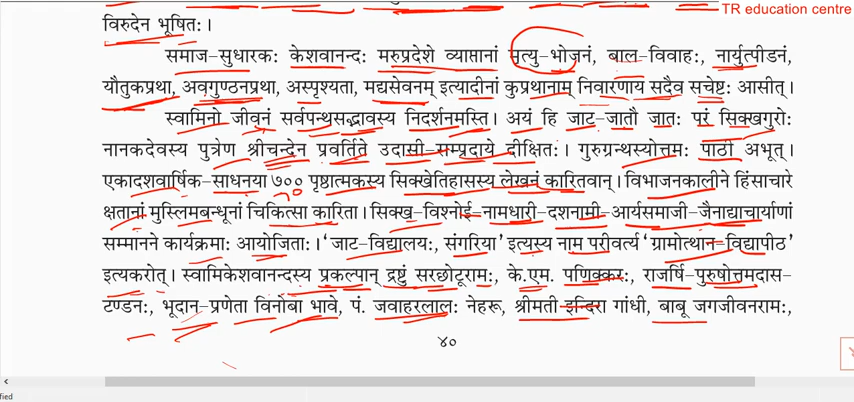 TR education centre
विरुदेन भूषितः।
समाज-सुधारकः केशवानन्दः मरुप्रदेशे व्याप्तानां मृत्यु-भोजनं, बाल-विवाहः, नार्युत्पीडनं,
यौतुकप्रथा, अवगुण्ठनप्रथा, अस्पृश्यता, मद्यसेवनम् इत्यादीनां कुप्रथानाम् निवारणाय सदैव सचेष्टः आसीत्।
स्वामिनो जीवनं सर्वपन्थसद्भावस्य निदर्शनमस्ति। अयं हि जाट-जातौ जातः परं सिक्खगुरोः
नानकदेवस्य पुत्रेण श्रीचन्देन प्रवर्तिते उदासी-सम्प्रदाये दीक्षितः। गुरुग्रन्थस्योत्तमः पाठी अभूत्।
एकादशवार्षिक-साधनया ७०० पृष्ठात्मकस्य सिक्खेतिहासस्य लेखनं कारितवान्। विभाजनकालीने हिंसाचारे
क्षतानां मुस्लिमबन्धूनां चिकित्सा कारिता। सिक्ख-विश्नोई-नामधारी-दशनामी-आर्यसमाजी-जैनाद्याचार्याणां
सम्मानने कार्यक्रमाः आयोजिताः। 'जाट-विद्यालयः, संगरिया' इत्यस्य नाम परीवर्त्य 'ग्रामोत्थान-विद्यापीठ'
इत्यकरोत्। स्वामिकेशवानन्दस्य प्रकल्पान् द्रष्टुं सरछोटूरामः, के.एम. पणिक्करः, राजर्षि-पुरुषोत्तमदास-
टण्डनः, भूदान-प्रणेता विनोबा भावे, पं. जवाहरलालः नेहरू, श्रीमती इन्दिरा गांधी, बाबू जगजीवनरामः,
४०